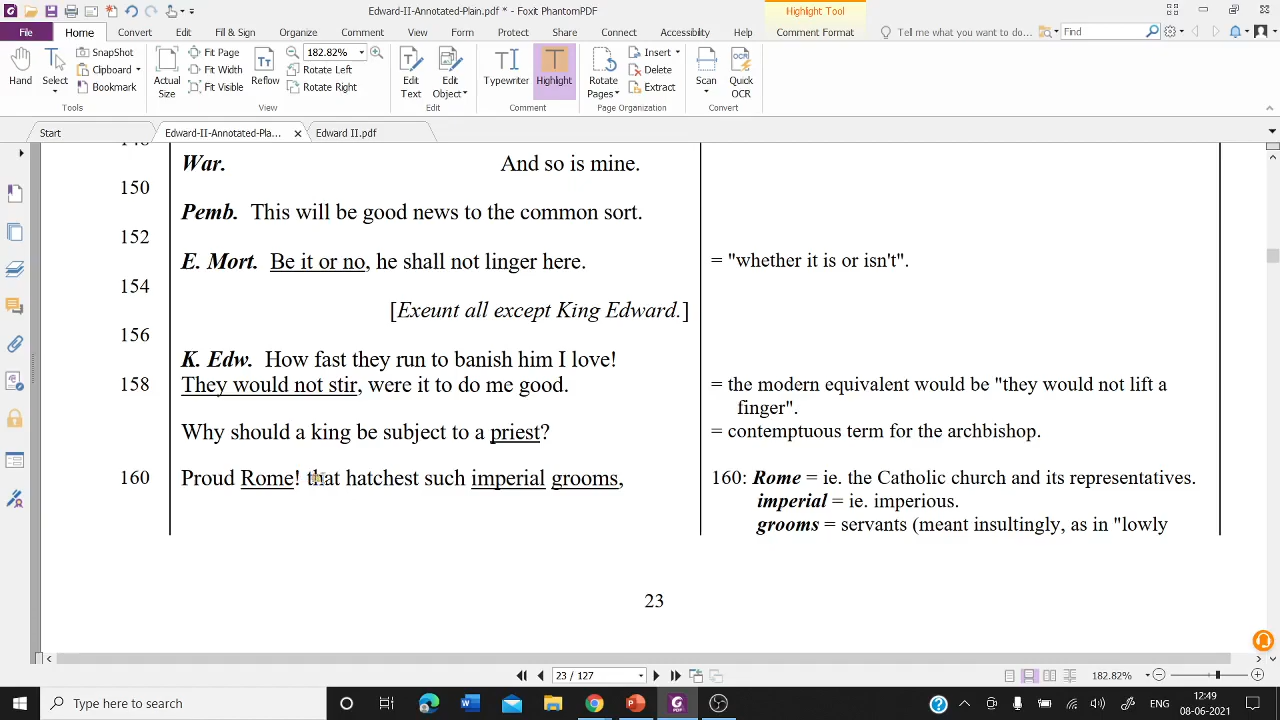 Edward-II-Annotated-Plain.pdf * - Foxit PhantomPDF
Highlight Tool
File
Home
Convert
Edit
Fill & Sign
Organize
Comment
View
Form
Protect
Share
Connect
Accessibility
Help
Comment Format
Tell me what you want to do...
Find
Hand
Select
SnapShot
Clipboard
Bookmark
Tools
Actual Size
Fit Page
Fit Width
Fit Visible
Reflow
182.82%
Rotate Left
Rotate Right
View
Edit Text
Edit Object
Edit
Typewriter
Highlight
Comment
Rotate Pages
Insert
Delete
Extract
Page Organization
Scan
Quick OCR
Convert
Start
Edward-II-Annotated-Pla...
Edward II.pdf
War. And so is mine.
150
Pemb. This will be good news to the common sort.
152
E. Mort. Be it or no, he shall not linger here. = "whether it is or isn't".
154
[Exeunt all except King Edward.]
156
K. Edw. How fast they run to banish him I love!
158 They would not stir, were it to do me good. = the modern equivalent would be "they would not lift a
finger".
Why should a king be subject to a priest? = contemptuous term for the archbishop.
160 Proud Rome! that hatchest such imperial grooms, 160: Rome = ie. the Catholic church and its representatives.
imperial = ie. imperious.
grooms = servants (meant insultingly, as in "lowly
23
23 / 127
182.82%
Type here to search
ENG
12:49
08-06-2021